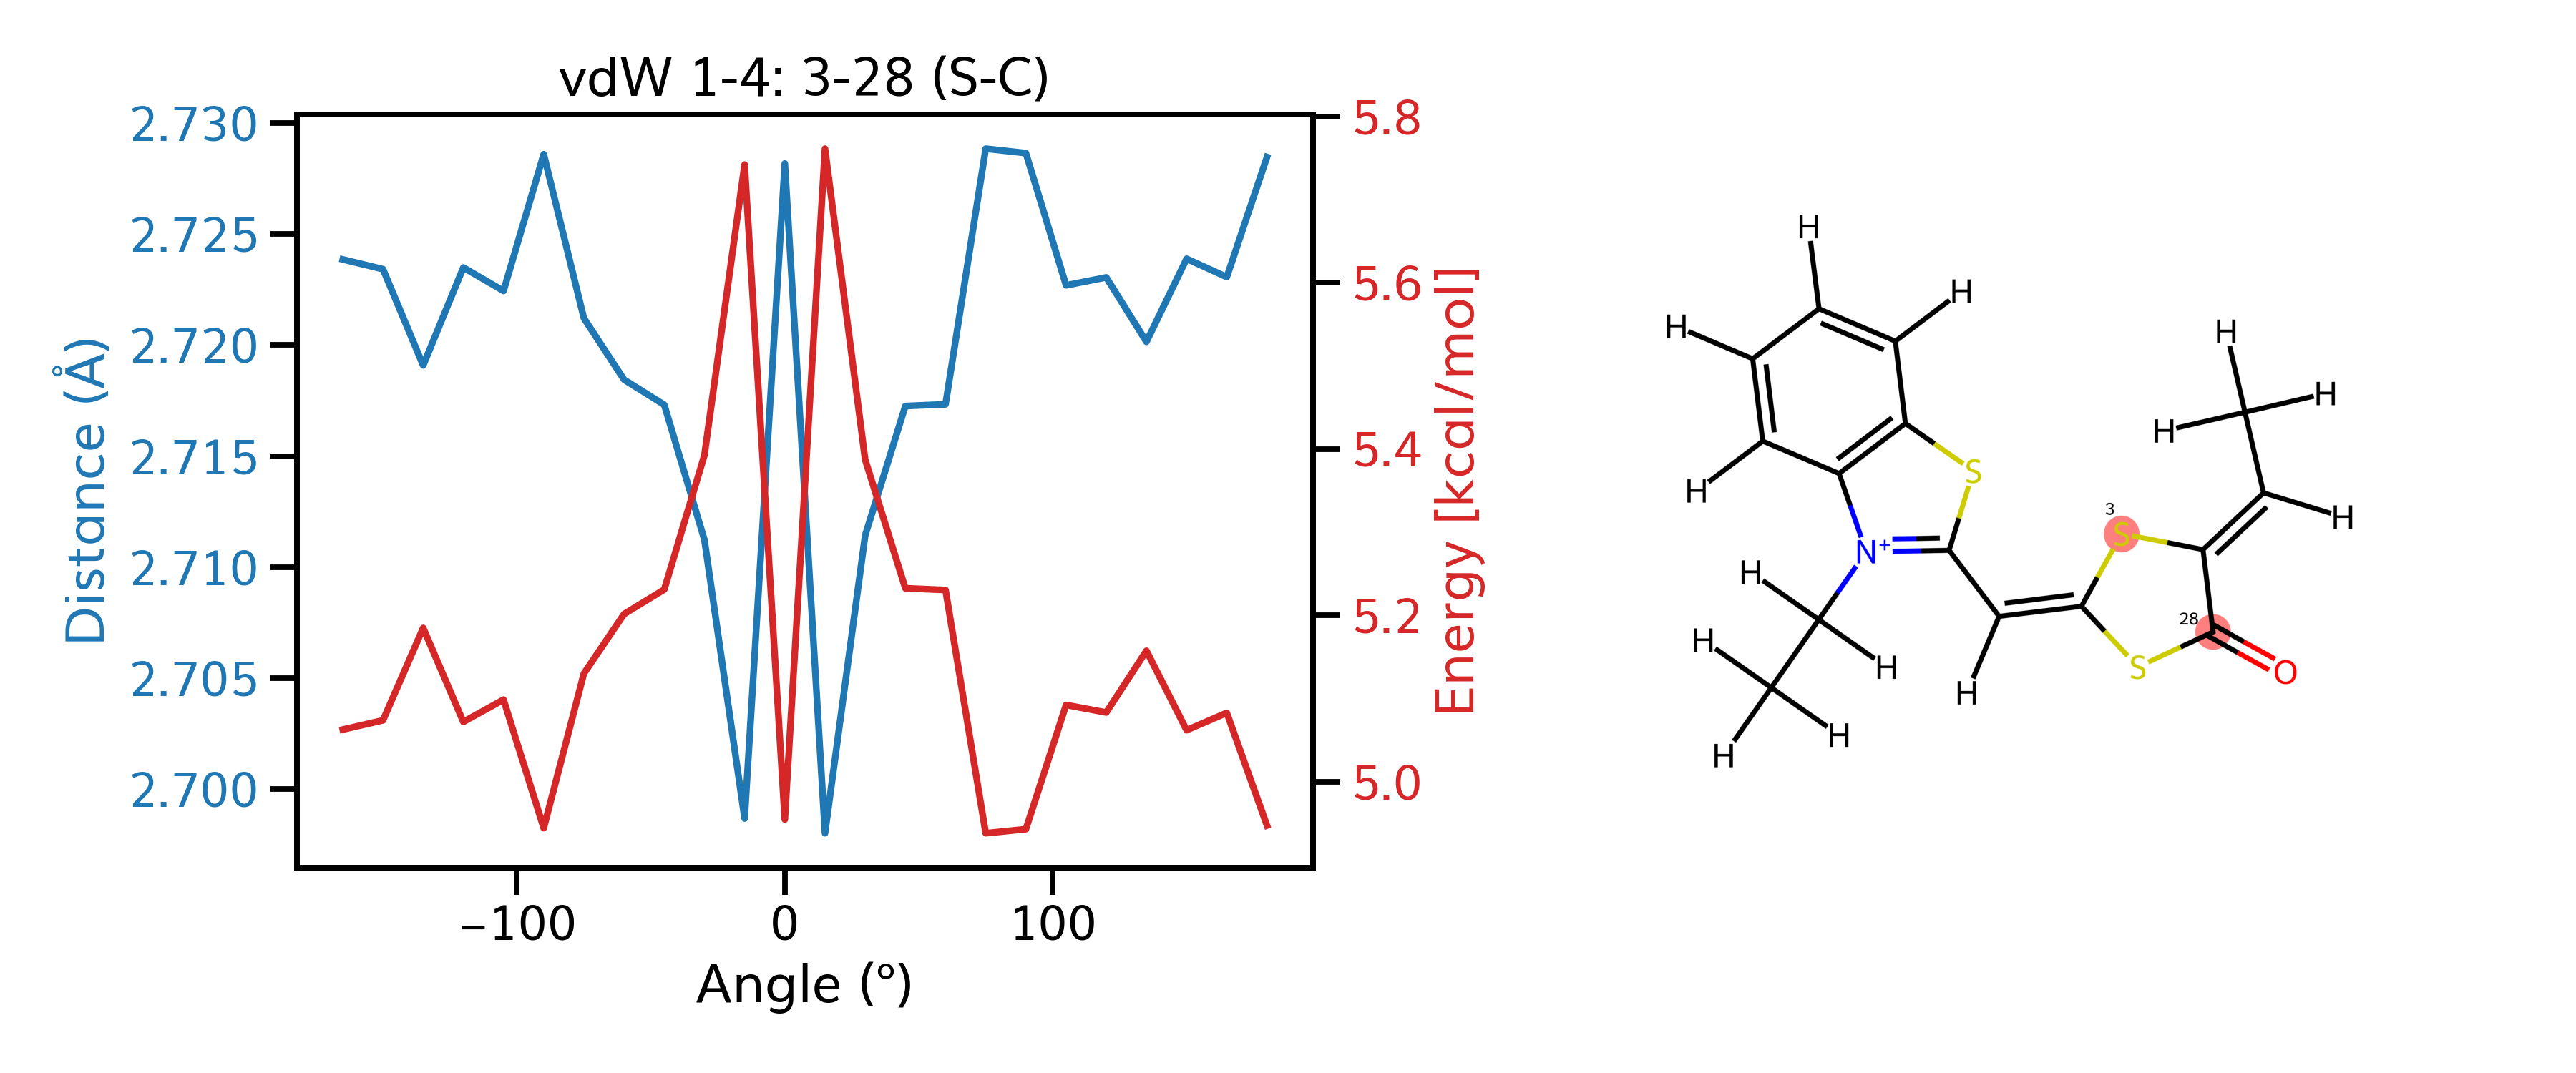 vdW 1-4: 3-28 (S-C)
2.730
2.725
2.720
2.715
2.710
2.705
2.700
Distance (Å)
5.8
5.6
5.4
5.2
5.0
Energy [kcal/mol]
−100 0 100
Angle (°)
H
H
H
H
H
H
S
H
3
S
H
H
N+
H
28
H
S
O
H
H
H
H